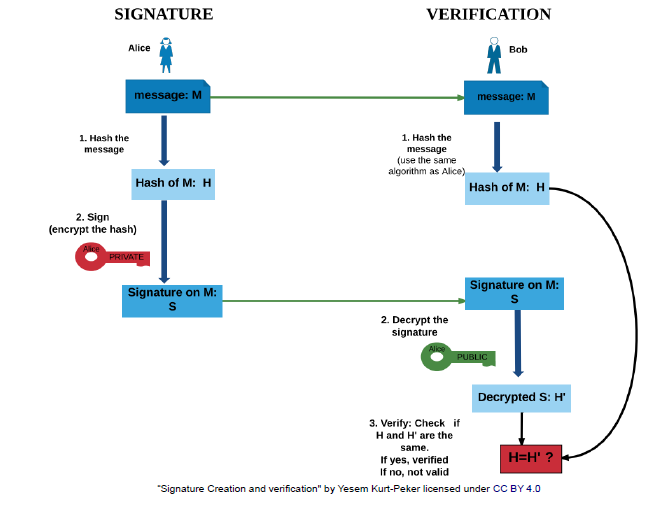 SIGNATURE
Alice
message: M
1. Hash the
message
Hash of M:  H
2. Sign
(encrypt the hash)
Alice
PRIVATE
Signature on M:
S
VERIFICATION
Bob
message: M
1. Hash the
message
(use the same
algorithm as Alice)
Hash of M:  H
Signature on M:
S
2. Decrypt the
signature
Alice
PUBLIC
Decrypted S: H'
3. Verify: Check   if
H and H' are the
same.
If yes, verified
If no, not valid
H=H' ?
"Signature Creation and verification" by Yesem Kurt-Peker licensed under CC BY 4.0